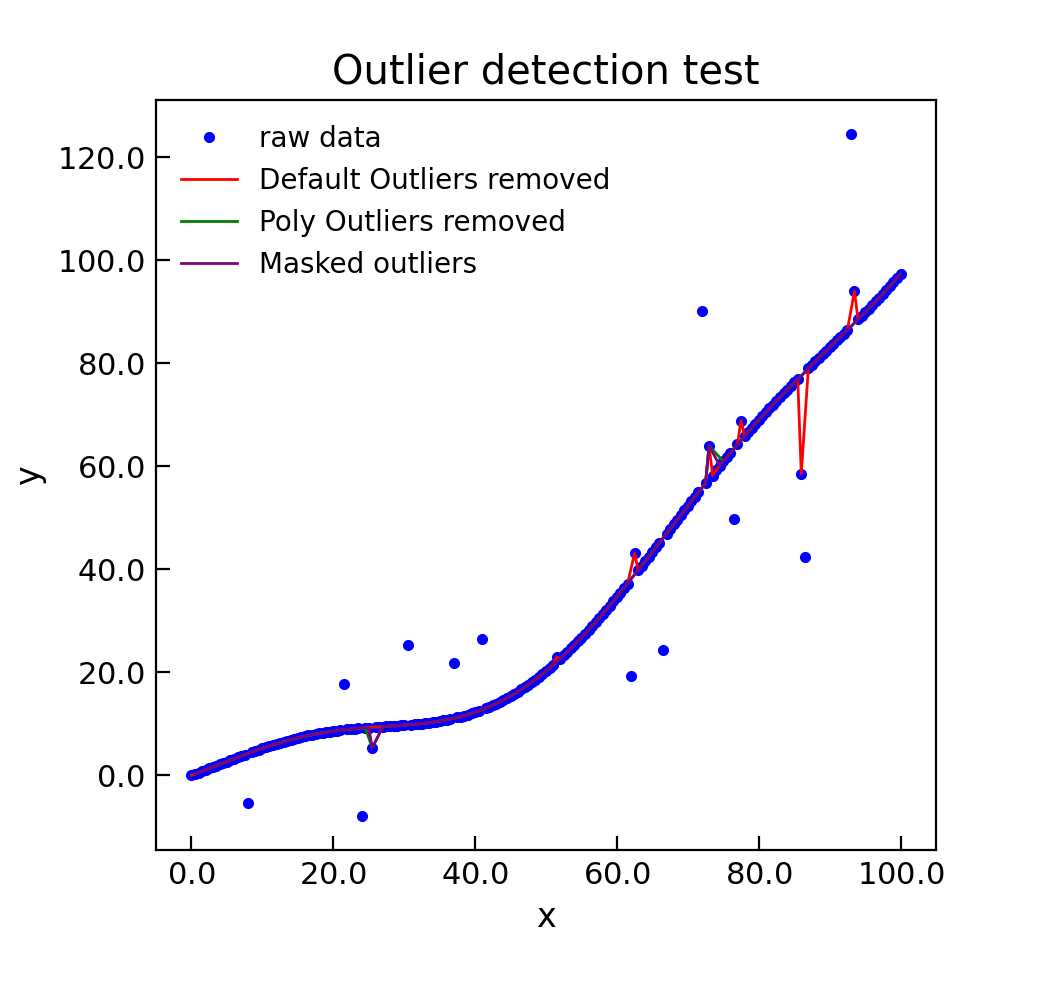 Outlier detection test
raw data
Default Outliers removed
Poly Outliers removed
Masked outliers
120.0
100.0
80.0
60.0
40.0
20.0
0.0
y
0.0 20.0 40.0 60.0 80.0 100.0
x